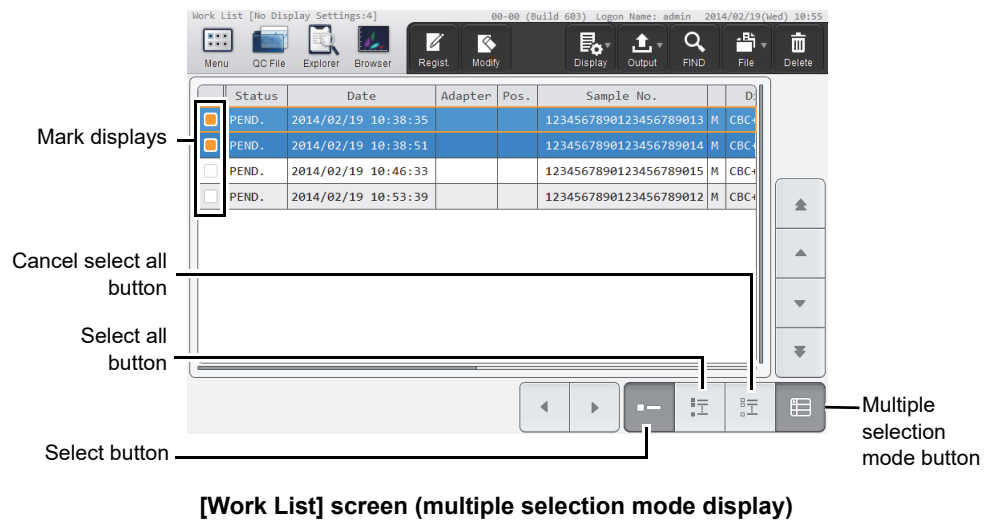 Work List [No Display Settings:4] 00-00 (Build 603) Logon Name: admin 2014/02/19(Wed) 10:55
Menu QC File Explorer Browser Regist. Modify Display Output FIND File Delete
Status Date Adapter Pos. Sample No. D
PEND. 2014/02/19 10:38:35 1234567890123456789013 M CBC+
PEND. 2014/02/19 10:38:51 1234567890123456789014 M CBC+
PEND. 2014/02/19 10:46:33 1234567890123456789015 M CBC+
PEND. 2014/02/19 10:53:39 1234567890123456789012 M CBC+
Mark displays
Cancel select all
button
Select all
button
Select button
Multiple
selection
mode button
[Work List] screen (multiple selection mode display)